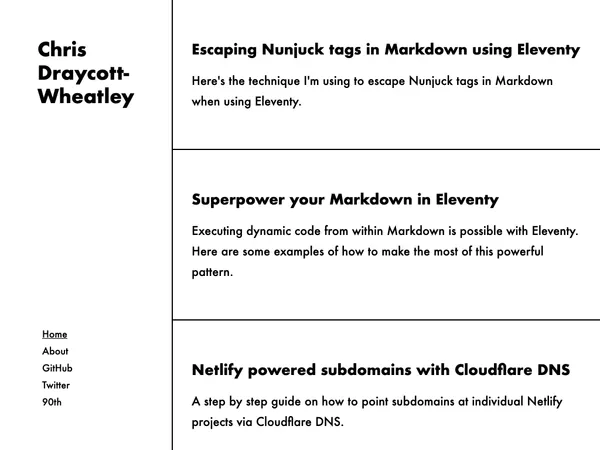 Chris
Draycott-
Wheatley
Home
About
GitHub
Twitter
90th
Escaping Nunjuck tags in Markdown using Eleventy
Here's the technique I'm using to escape Nunjuck tags in Markdown
when using Eleventy.
Superpower your Markdown in Eleventy
Executing dynamic code from within Markdown is possible with Eleventy.
Here are some examples of how to make the most of this powerful
pattern.
Netlify powered subdomains with Cloudflare DNS
A step by step guide on how to point subdomains at individual Netlify
projects via Cloudflare DNS.